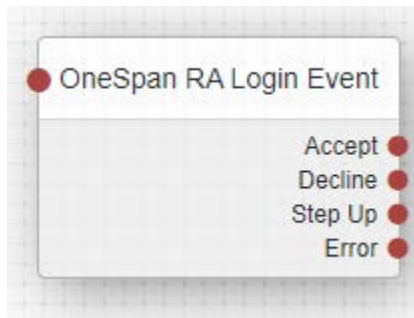 OneSpan RA Login Event
Accept
Decline
Step Up
Error